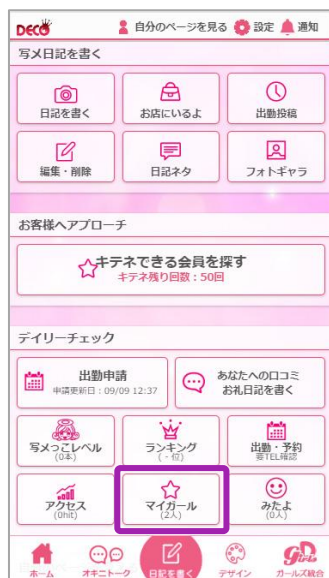 DECO 自分のページを見る 設定 通知
写メ日記を書く
日記を書く お店にいるよ 出勤投稿
編集・削除 日記ネタ フォトギャラ
お客様へアプローチ
キテネできる会員を探す
キテネ残り回数：50回
デイリーチェック
出勤申請
申請更新日：09/09 12:37
あなたへの口コミ
お礼日記を書く
写メっこレベル ランキング 出勤・予約
(0本) (-位) 要TEL確認
アクセス マイガール みたよ
(0hit) (2人) (0人)
ホーム オキニトーク 日記を書く デザイン ガールズ総合